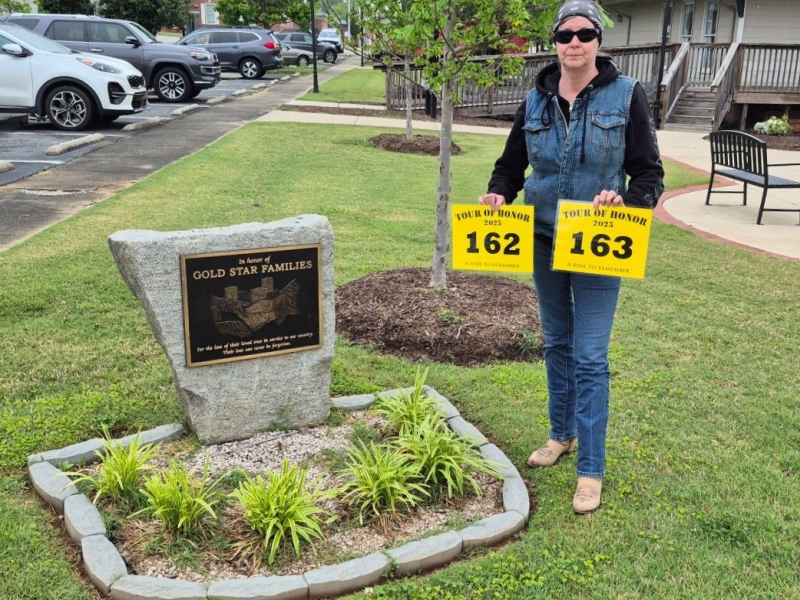 In honor of
GOLD STAR FAMILIES
For the loss of their loved ones in service to our country.
Their loss can never be forgotten.
TOUR OF HONOR
2025
162
A RIDE TO REMEMBER
TOUR OF HONOR
2025
163
A RIDE TO REMEMBER